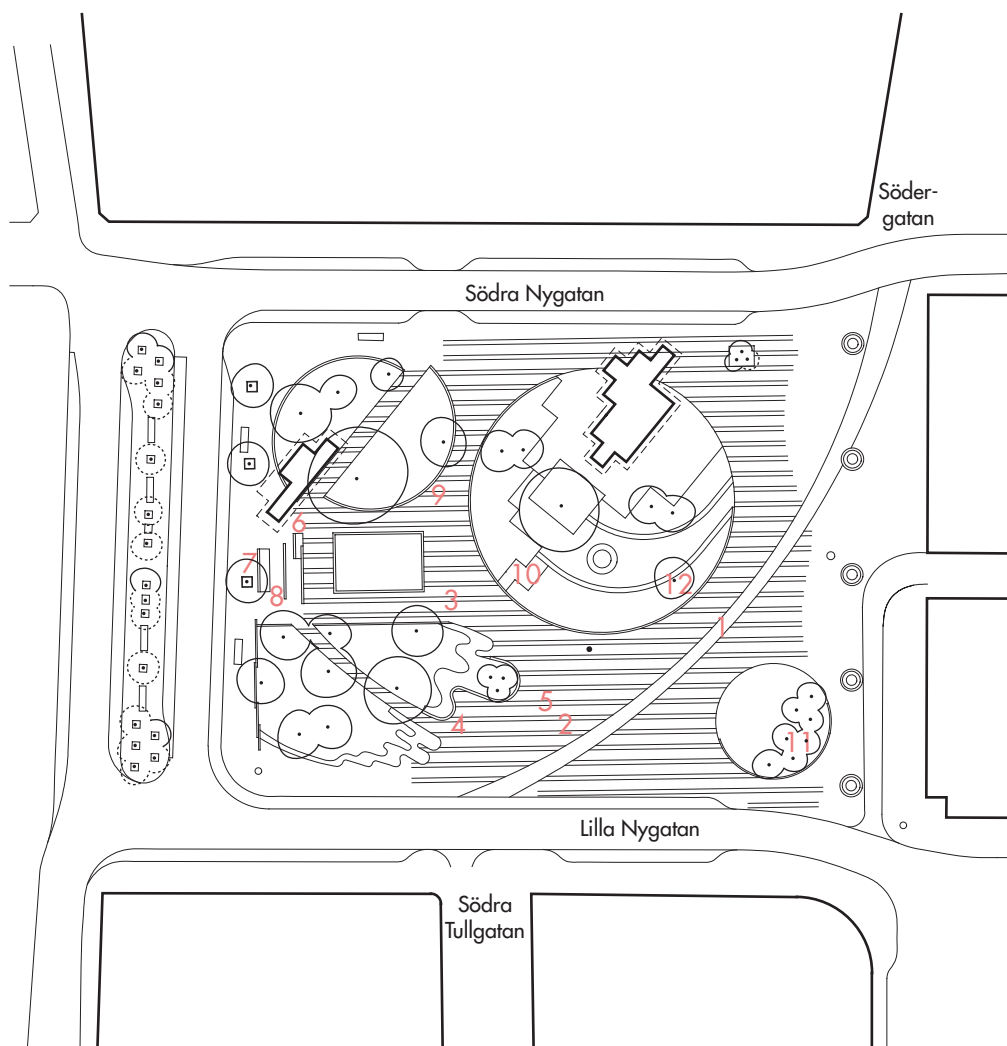 Söder-
gatan
Södra Nygatan
9
6
7
8
3
10
12
1
5
2
4
11
Lilla Nygatan
Södra
Tullgatan